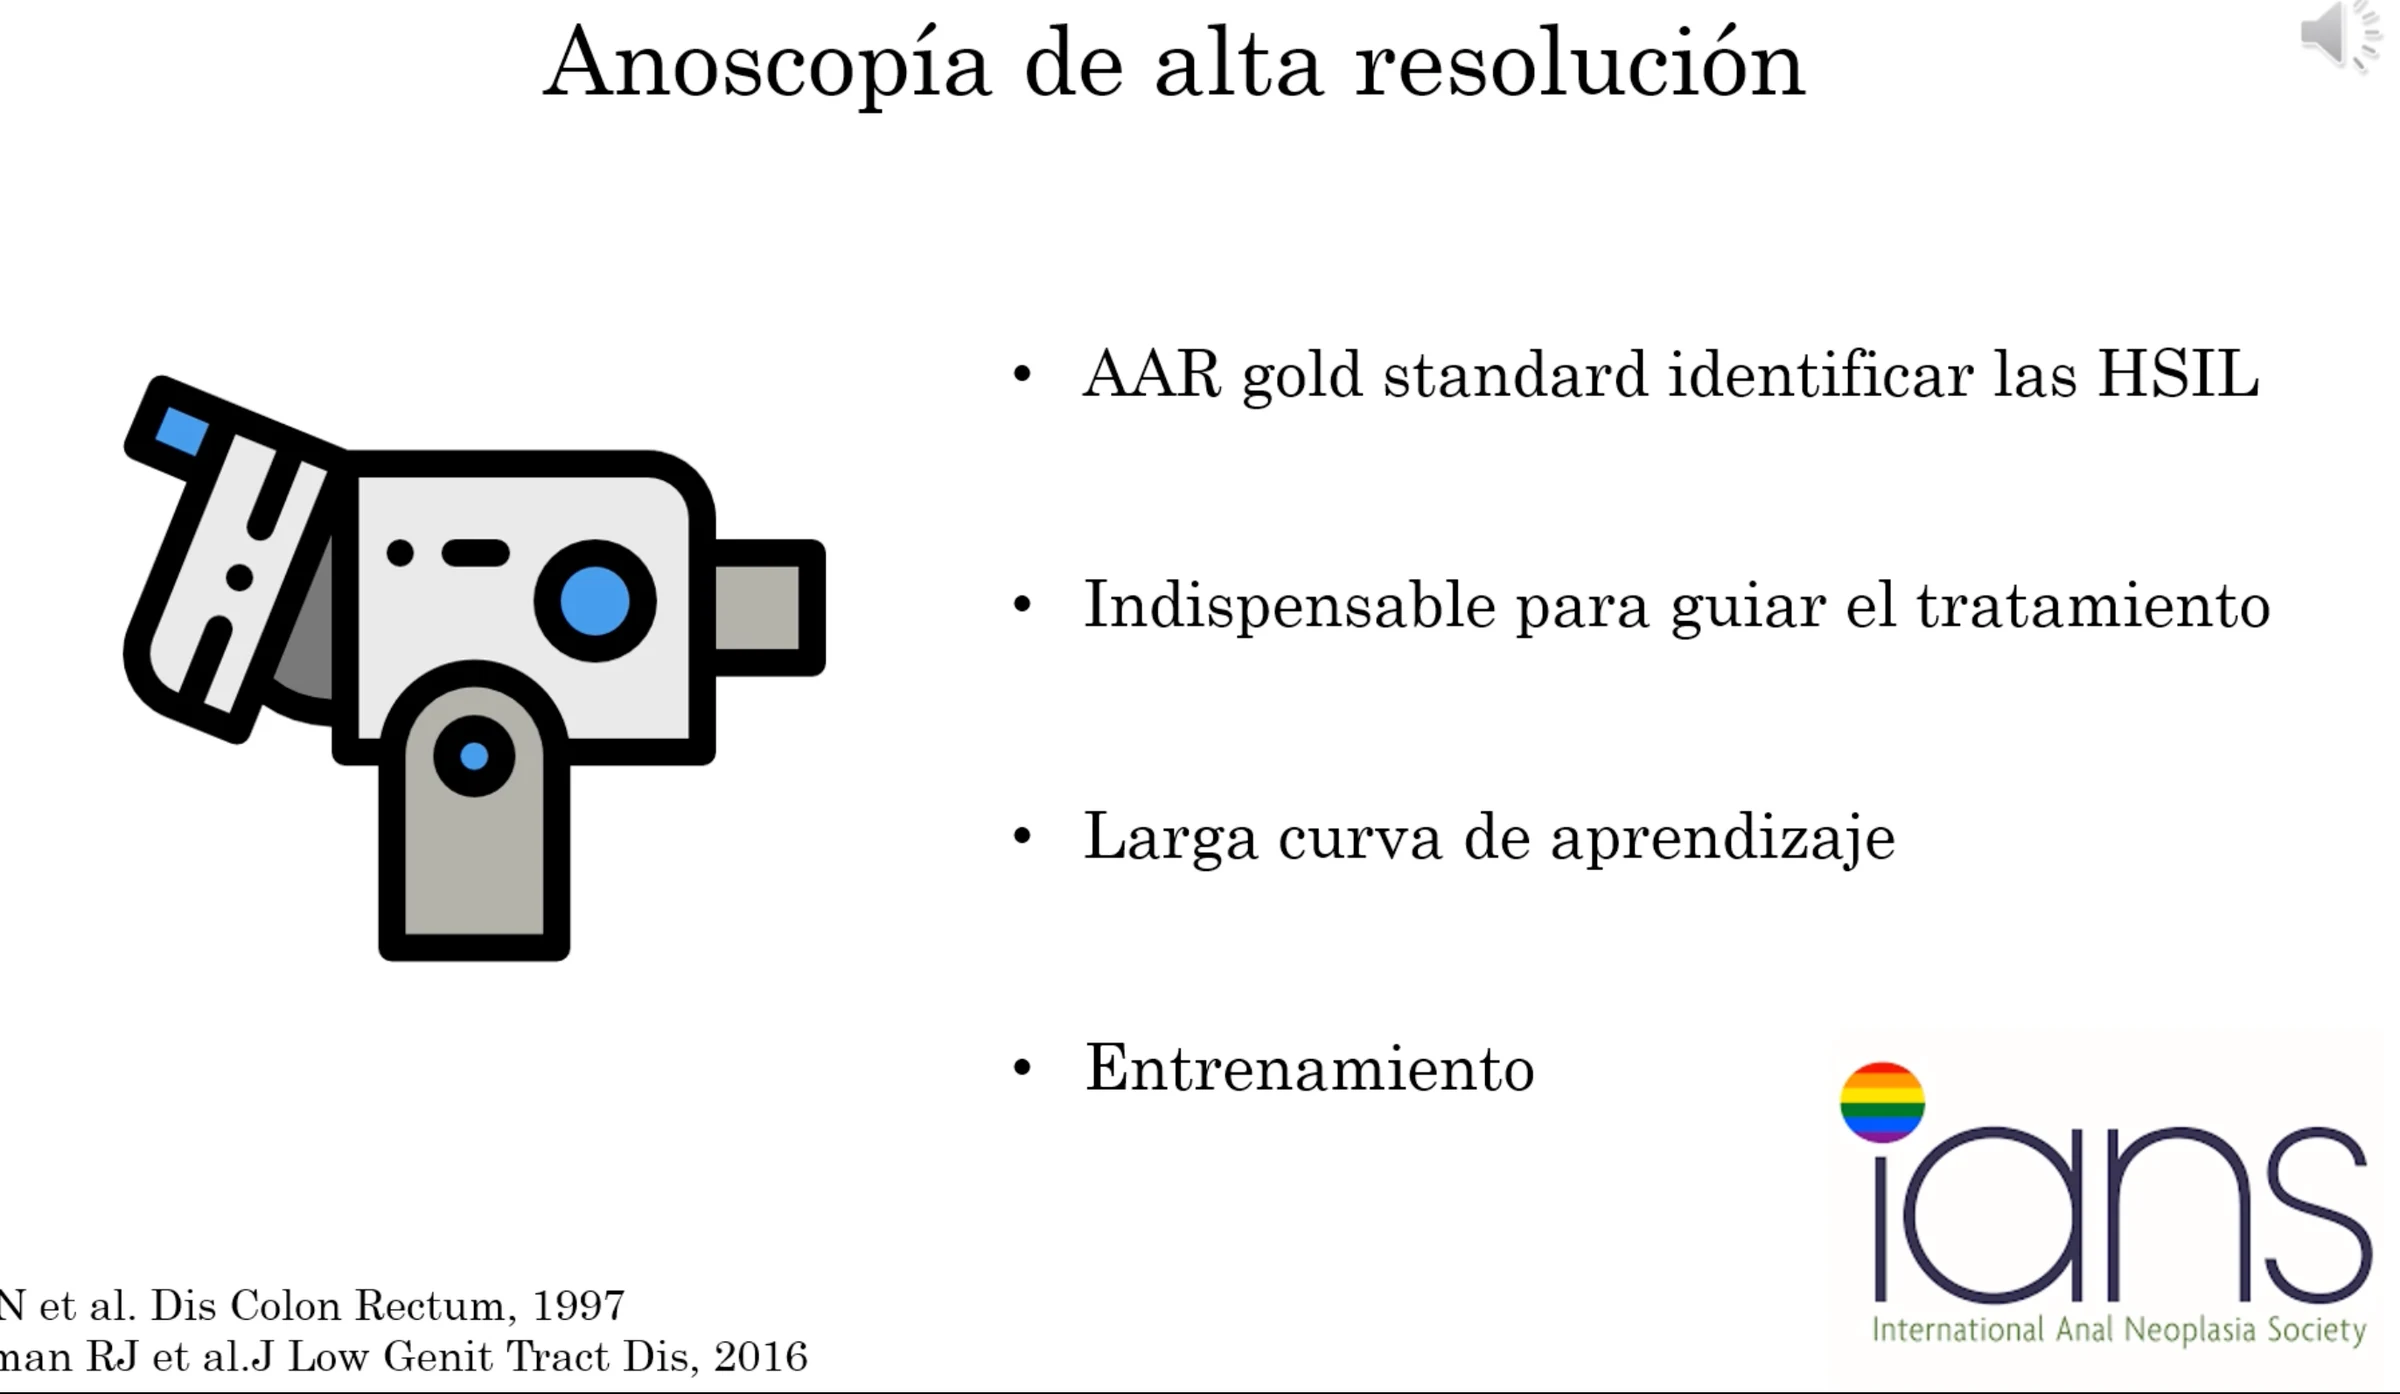 Anoscopía de alta resolución
• AAR gold standard identificar las HSIL
• Indispensable para guiar el tratamiento
• Larga curva de aprendizaje
• Entrenamiento
ians
International Anal Neoplasia Society
N et al. Dis Colon Rectum, 1997
RJ et al.J Low Genit Tract Dis, 2016